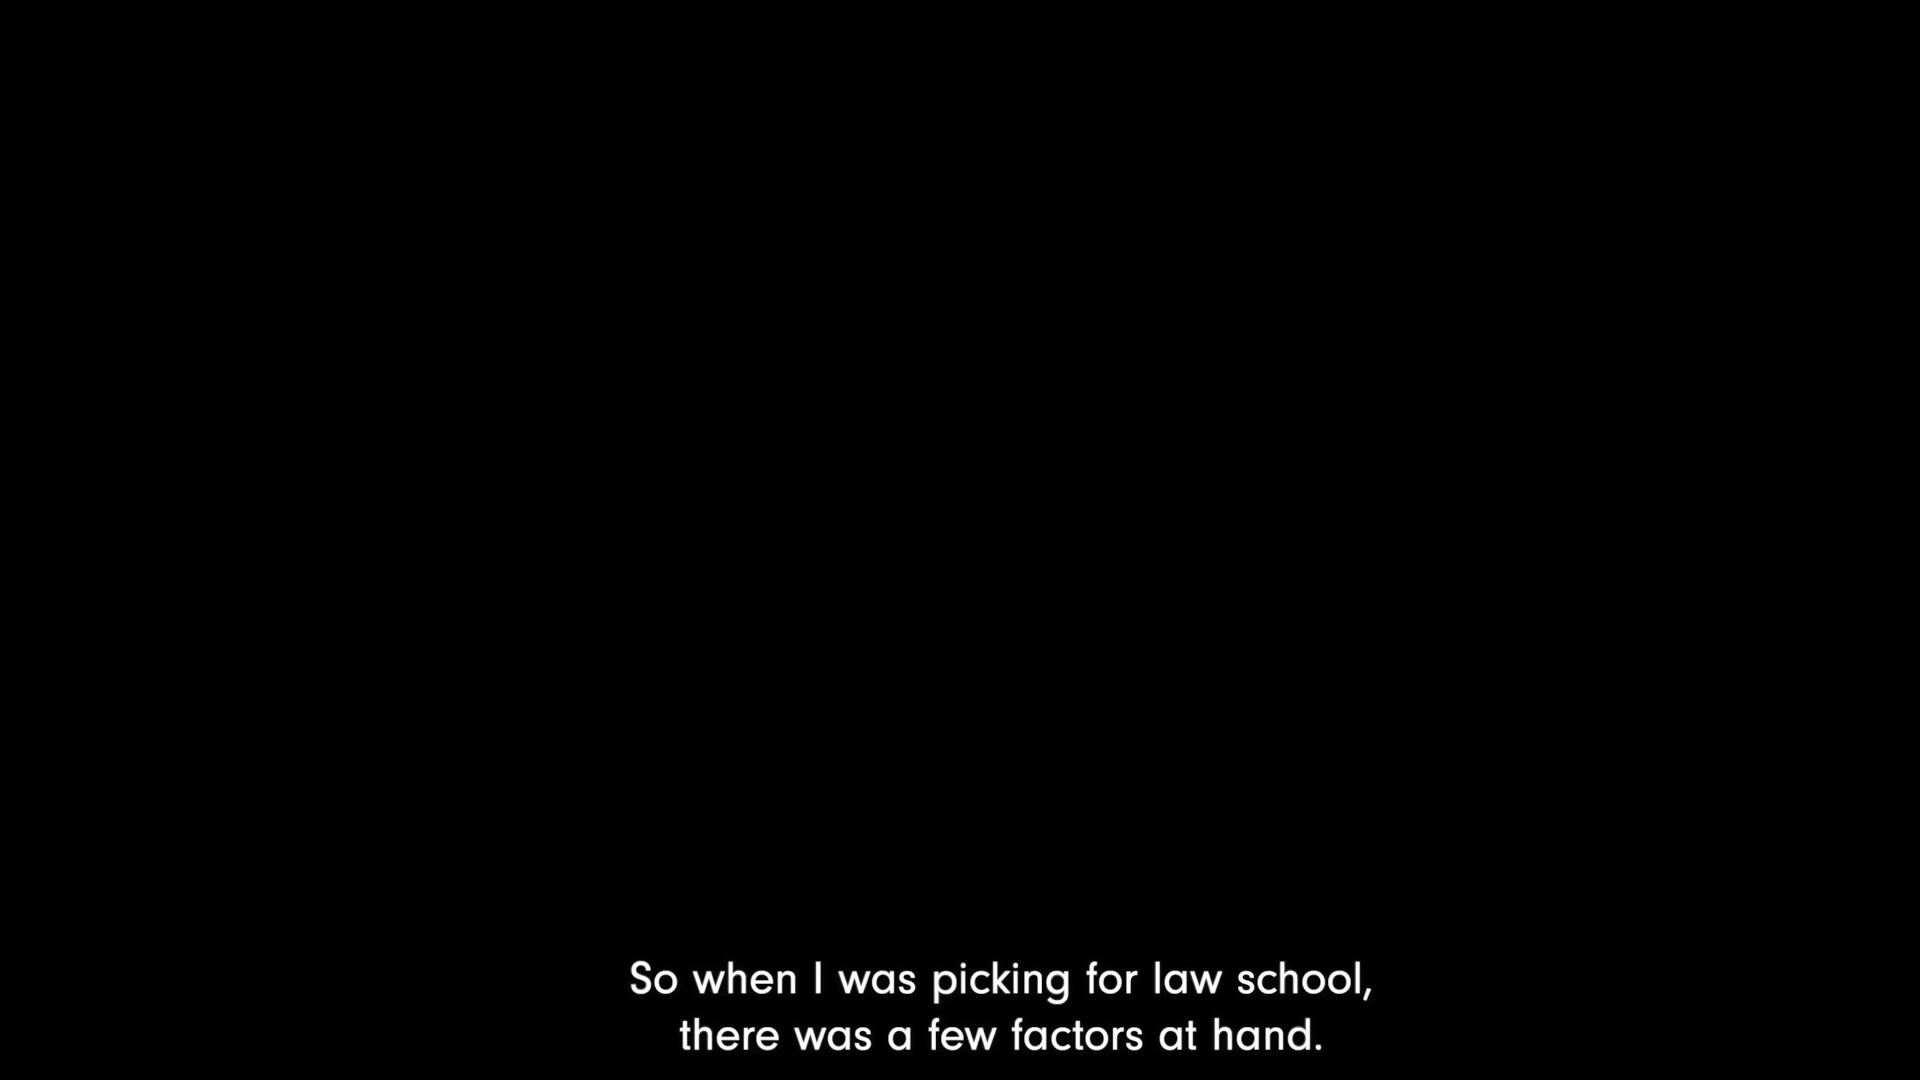 So when I was picking for law school,
there was a few factors at hand.